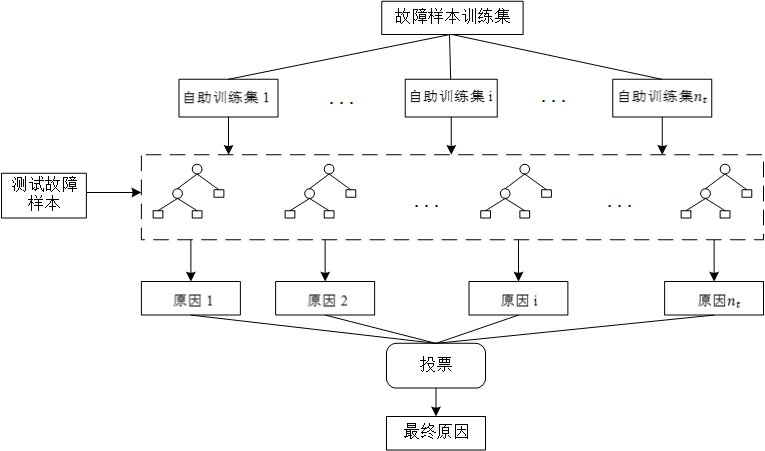 故障样本训练集
自助训练集 1
. . .
自助训练集 i
. . .
自助训练集nₜ
测试故障
样本
. . .
. . .
原因 1
原因 2
原因 i
原因nₜ
投票
最终原因